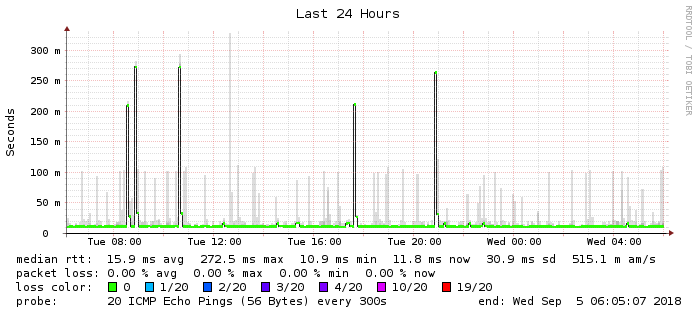 Last 24 Hours
RRDTOOL / TOBI OETIKER
Seconds
300 m
250 m
200 m
150 m
100 m
50 m
0
Tue 08:00 Tue 12:00 Tue 16:00 Tue 20:00 Wed 00:00 Wed 04:00
median rtt: 15.9 ms avg 272.5 ms max 10.9 ms min 11.8 ms now 30.9 ms sd 515.1 m am/s
packet loss: 0.00 % avg 0.00 % max 0.00 % min 0.00 % now
loss color: 0 1/20 2/20 3/20 4/20 10/20 19/20
probe: 20 ICMP Echo Pings (56 Bytes) every 300s end: Wed Sep 5 06:05:07 2018